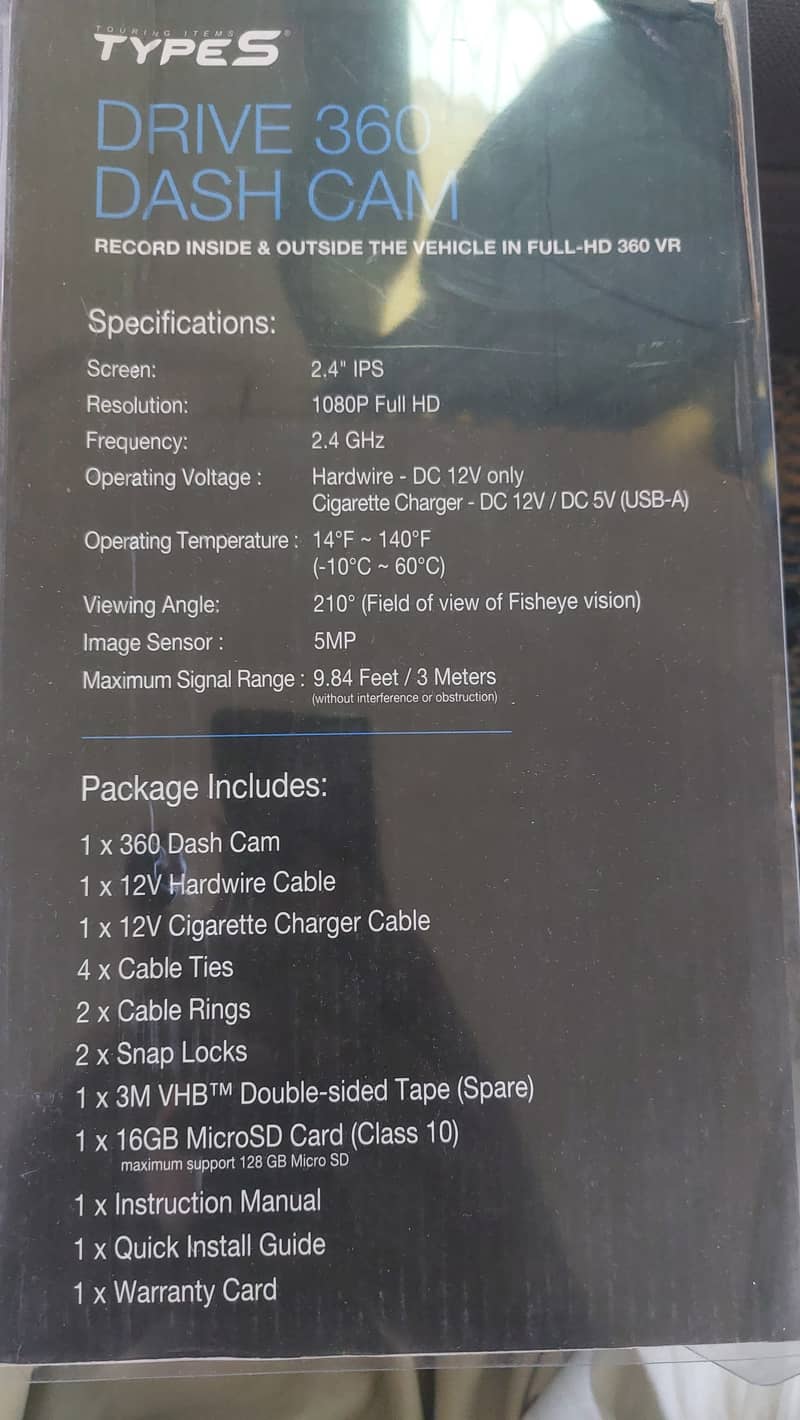 TOURING ITEMS
TYPE S®
DRIVE 360
DASH CAM
RECORD INSIDE & OUTSIDE THE VEHICLE IN FULL-HD 360 VR
Specifications:
Screen: 2.4" IPS
Resolution: 1080P Full HD
Frequency: 2.4 GHz
Operating Voltage : Hardwire - DC 12V only
Cigarette Charger - DC 12V / DC 5V (USB-A)
Operating Temperature : 14°F ~ 140°F
(-10°C ~ 60°C)
Viewing Angle: 210° (Field of view of Fisheye vision)
Image Sensor : 5MP
Maximum Signal Range : 9.84 Feet / 3 Meters
(without interference or obstruction)
Package Includes:
1 x 360 Dash Cam
1 x 12V Hardwire Cable
1 x 12V Cigarette Charger Cable
4 x Cable Ties
2 x Cable Rings
2 x Snap Locks
1 x 3M VHB™ Double-sided Tape (Spare)
1 x 16GB MicroSD Card (Class 10)
maximum support 128 GB Micro SD
1 x Instruction Manual
1 x Quick Install Guide
1 x Warranty Card